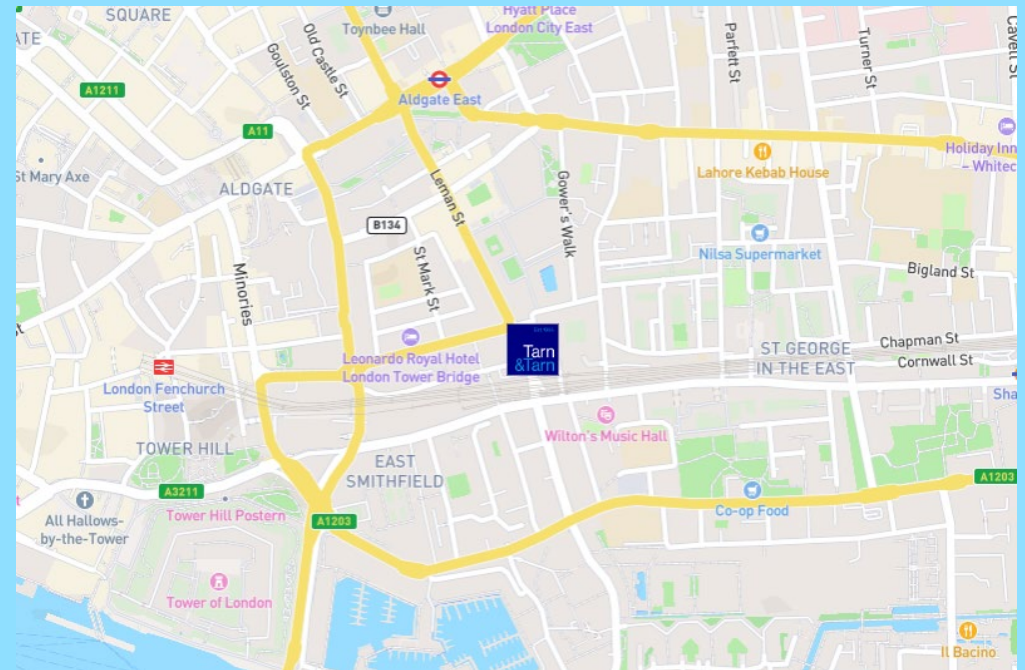 SQUARE
Toynbee Hall
Hyatt Place
London City East
ATE
Old Castle St
Goulston St
Parfett St
Turner St
Cavell St
A1211
Aldgate East
A11
Lahore Kebab House
Holiday Inn
– Whitec
St Mary Axe
ALDGATE
Leman St
Gower's Walk
B134
St Mark St
Nilsa Supermarket
Bigland St
Minories
Tarn
&Tarn
Leonardo Royal Hotel
London Tower Bridge
ST GEORGE
IN THE EAST
Chapman St
Cornwall St
London Fenchurch
Street
Sha
Wilton's Music Hall
TOWER HILL
EAST
SMITHFIELD
A3211
Tower Hill Postern
A1203
A1203
Co-op Food
All Hallows-
by-the-Tower
Tower of London
Il Bacino